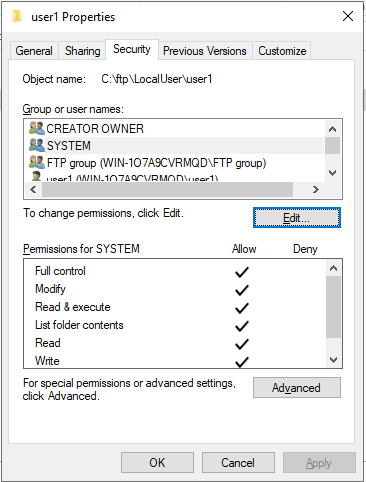 user1 Properties
General Sharing Security Previous Versions Customize
Object name: C:\ftp\LocalUser\user1
Group or user names:
CREATOR OWNER
SYSTEM
FTP group (WIN-1O7A9CVRMQD\FTP group)
user1 (WIN-1O7A9CVRMQD\user1)
To change permissions, click Edit.
Edit...
Permissions for SYSTEM Allow Deny
Full control
Modify
Read & execute
List folder contents
Read
Write
For special permissions or advanced settings,
click Advanced.
Advanced
OK Cancel Apply